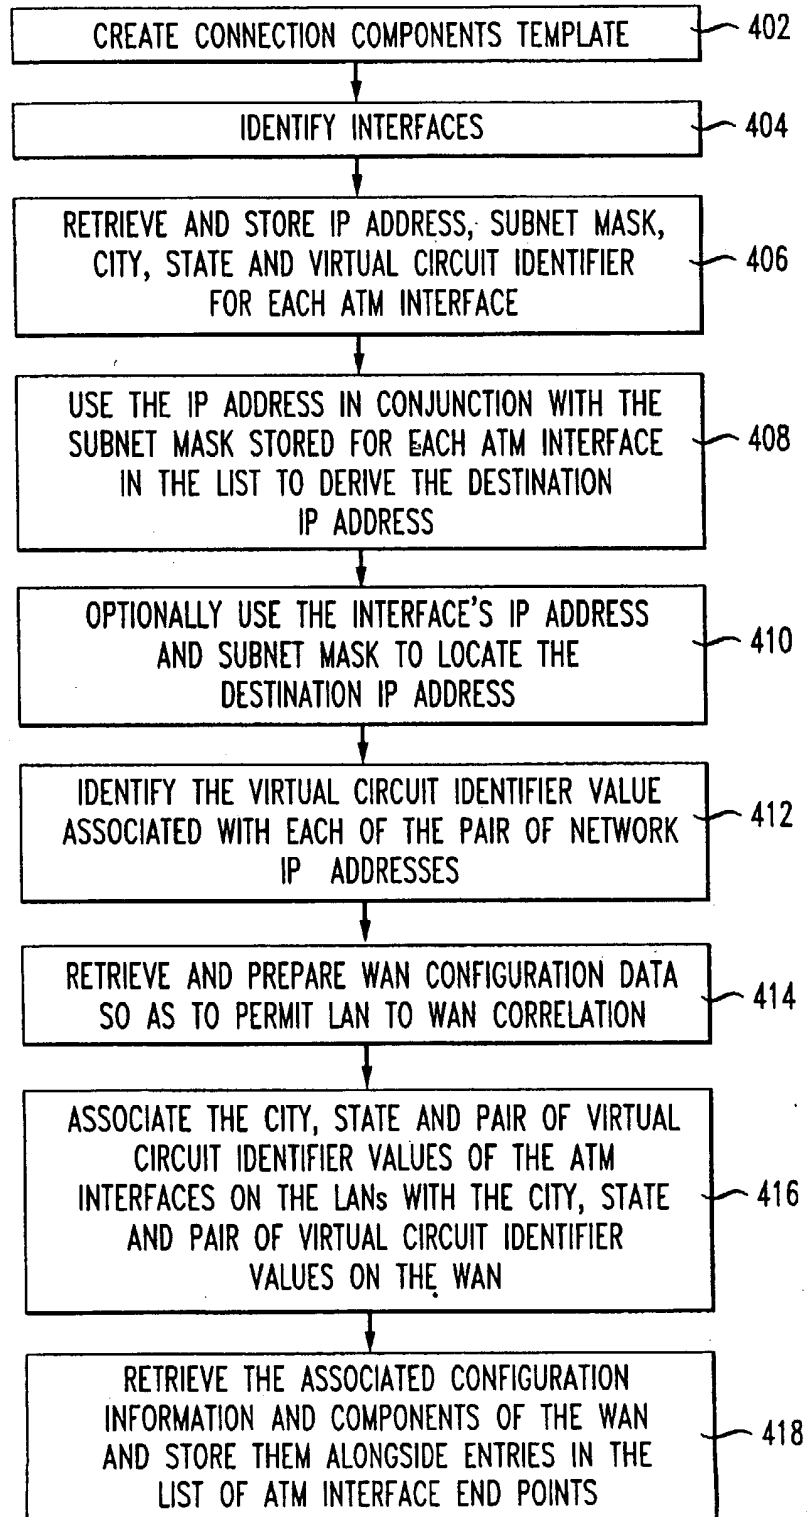 CREATE CONNECTION COMPONENTS TEMPLATE
402
IDENTIFY INTERFACES
404
RETRIEVE AND STORE IP ADDRESS, SUBNET MASK,
CITY, STATE AND VIRTUAL CIRCUIT IDENTIFIER
FOR EACH ATM INTERFACE
406
USE THE IP ADDRESS IN CONJUNCTION WITH THE
SUBNET MASK STORED FOR EACH ATM INTERFACE
IN THE LIST TO DERIVE THE DESTINATION
IP ADDRESS
408
OPTIONALLY USE THE INTERFACE'S IP ADDRESS
AND SUBNET MASK TO LOCATE THE
DESTINATION IP ADDRESS
410
IDENTIFY THE VIRTUAL CIRCUIT IDENTIFIER VALUE
ASSOCIATED WITH EACH OF THE PAIR OF NETWORK
IP ADDRESSES
412
RETRIEVE AND PREPARE WAN CONFIGURATION DATA
SO AS TO PERMIT LAN TO WAN CORRELATION
414
ASSOCIATE THE CITY, STATE AND PAIR OF VIRTUAL
CIRCUIT IDENTIFIER VALUES OF THE ATM
INTERFACES ON THE LANs WITH THE CITY, STATE
AND PAIR OF VIRTUAL CIRCUIT IDENTIFIER
VALUES ON THE WAN
416
RETRIEVE THE ASSOCIATED CONFIGURATION
INFORMATION AND COMPONENTS OF THE WAN
AND STORE THEM ALONGSIDE ENTRIES IN THE
LIST OF ATM INTERFACE END POINTS
418